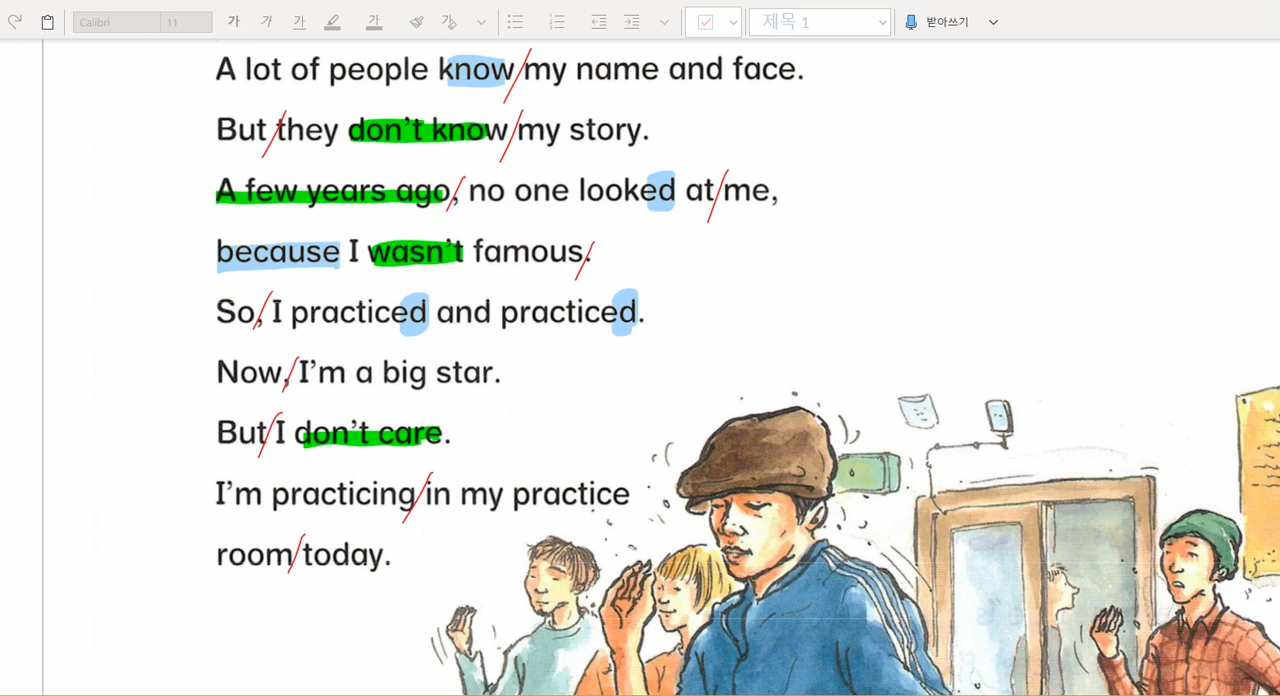 Calibri 11 가 가 가 가 가 제목 1 받아쓰기
A lot of people know my name and face.
But they don't know my story.
A few years ago, no one looked at me,
because I wasn't famous.
So, I practiced and practiced.
Now, I'm a big star.
But I don't care.
I'm practicing in my practice
room today.